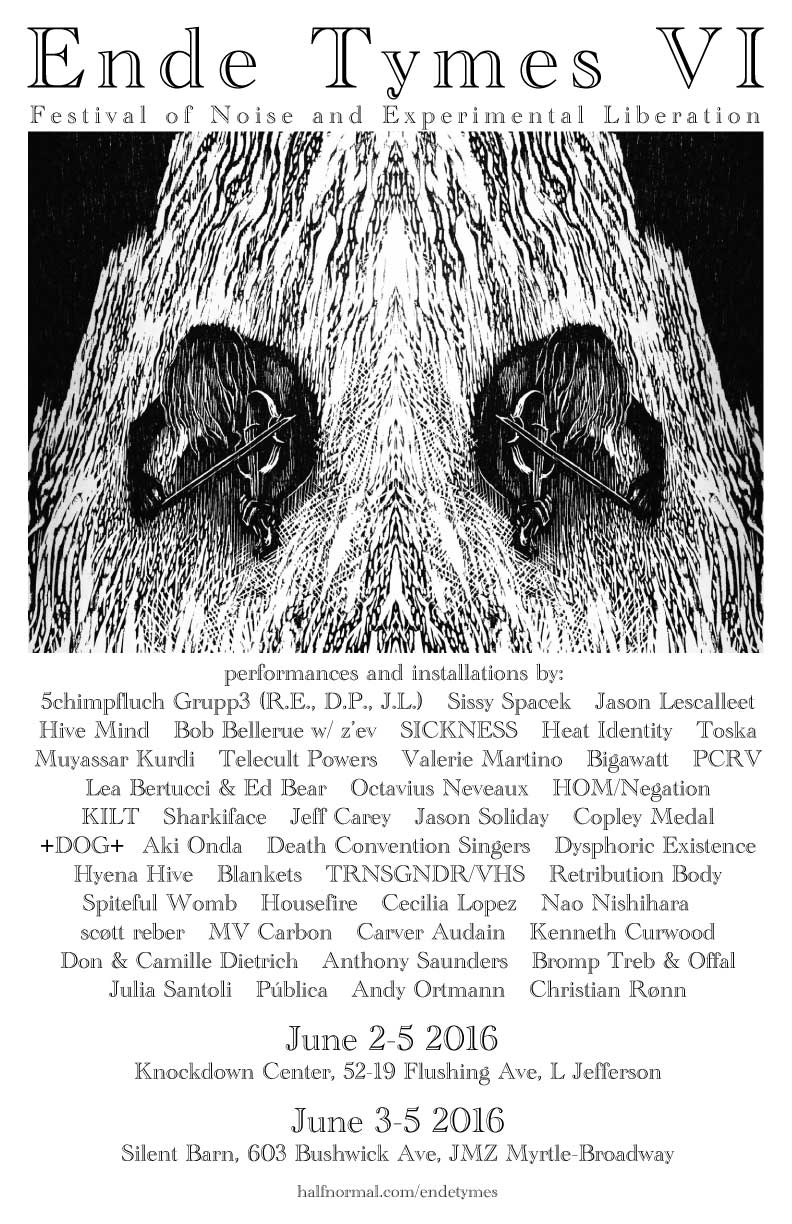 Ende Tymes VI
Festival of Noise and Experimental Liberation
performances and installations by:
5chimpfluch Grupp3 (R.E., D.P., J.L.) Sissy Spacek Jason Lescalleet
Hive Mind Bob Bellerue w/ z'ev SICKNESS Heat Identity Toska
Muyassar Kurdi Telecult Powers Valerie Martino Bigawatt PCRV
Lea Bertucci & Ed Bear Octavius Neveaux HOM/Negation
KILT Sharkiface Jeff Carey Jason Soliday Copley Medal
+DOG+ Aki Onda Death Convention Singers Dysphoric Existence
Hyena Hive Blankets TRNSGNDR/VHS Retribution Body
Spiteful Womb Housefire Cecilia Lopez Nao Nishihara
scøtt reber MV Carbon Carver Audain Kenneth Curwood
Don & Camille Dietrich Anthony Saunders Bromp Treb & Offal
Julia Santoli Pública Andy Ortmann Christian Rønn
June 2-5 2016
Knockdown Center, 52-19 Flushing Ave, L Jefferson
June 3-5 2016
Silent Barn, 603 Bushwick Ave, JMZ Myrtle-Broadway
halfnormal.com/endetymes